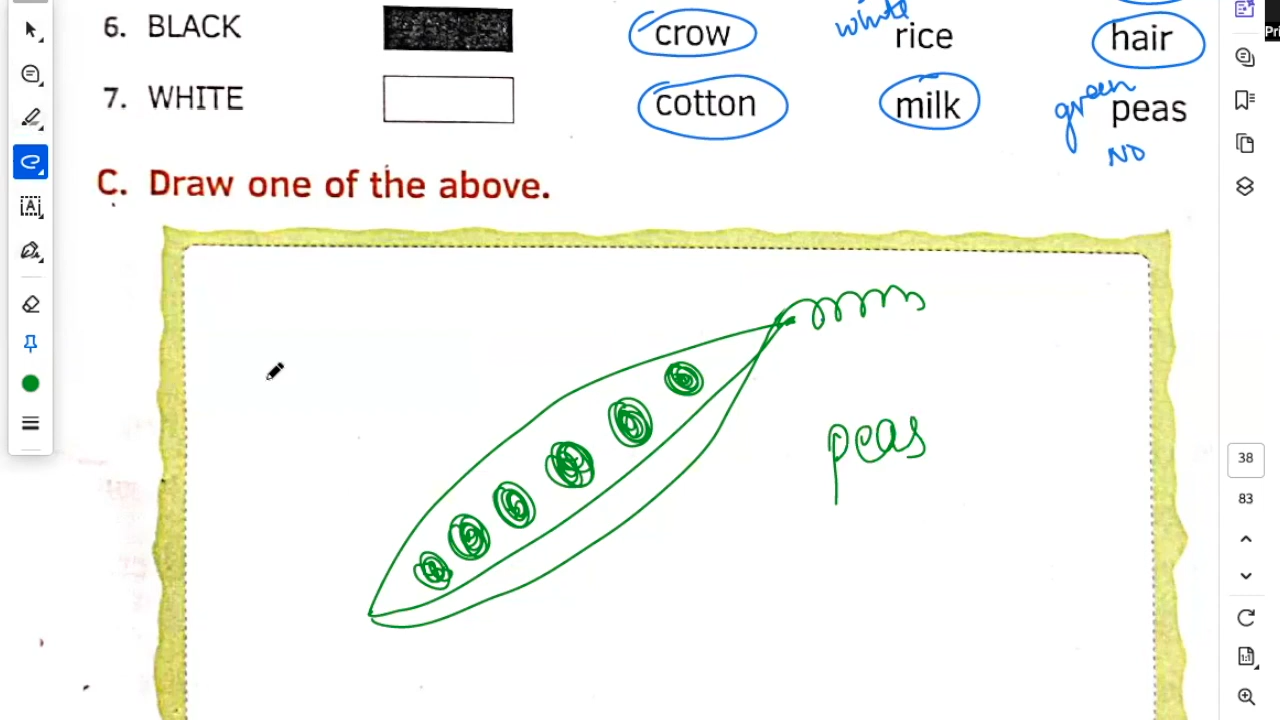 6. BLACK crow white rice hair
7. WHITE cotton milk green peas
NO
C. Draw one of the above.
peas
38
83